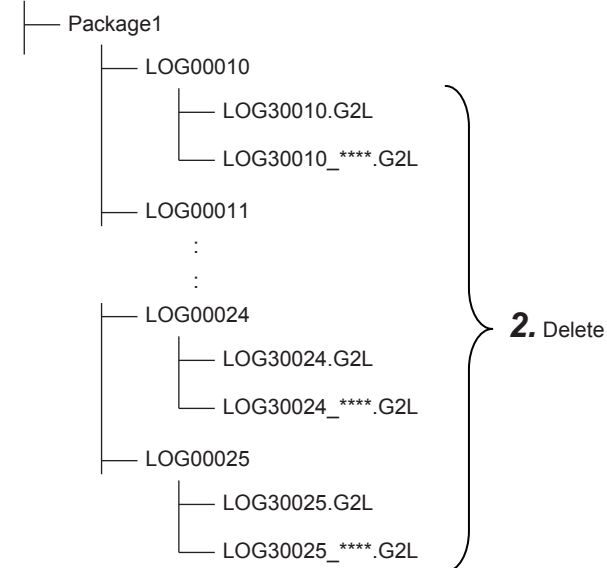 Package1
LOG00010
LOG30010.G2L
LOG30010_****.G2L
LOG00011
:
:
LOG00024
LOG30024.G2L
LOG30024_****.G2L
2. Delete
LOG00025
LOG30025.G2L
LOG30025_****.G2L